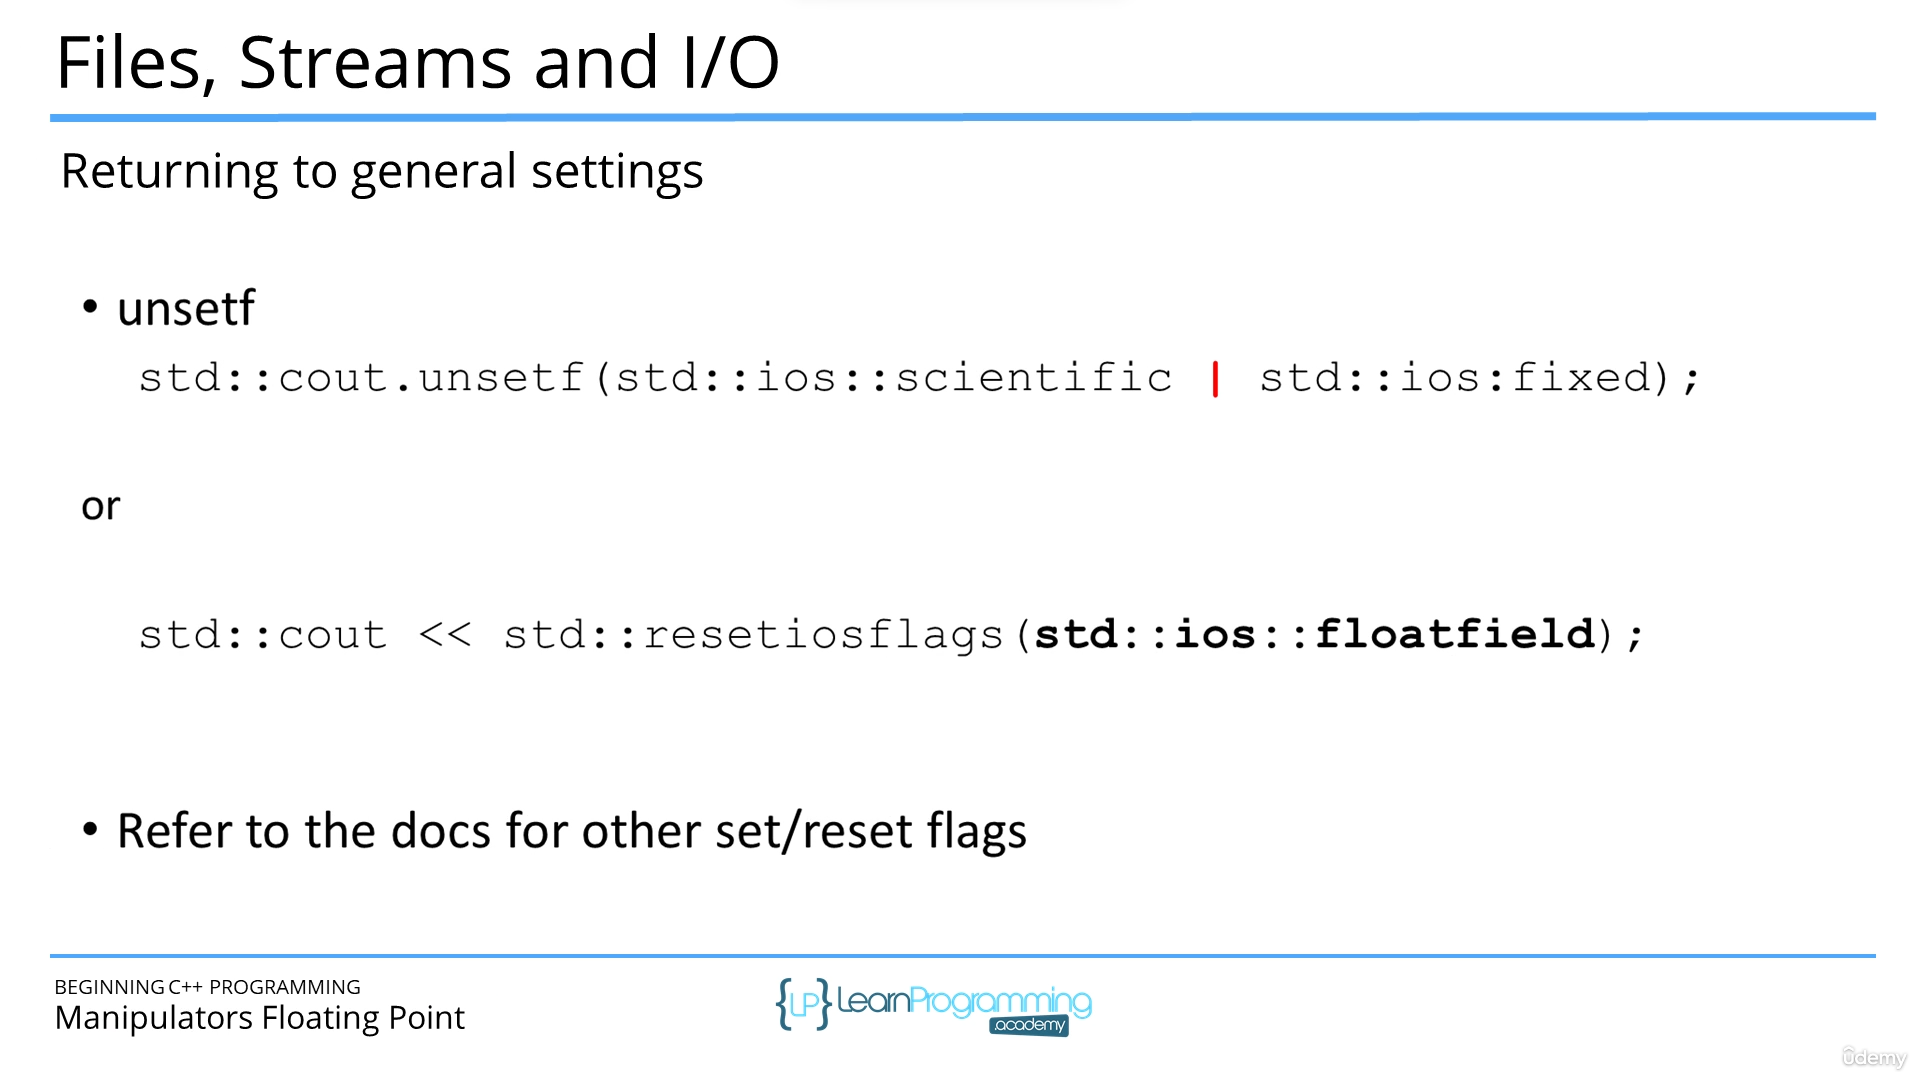 Files, Streams and I/O
Returning to general settings
• unsetf
std::cout.unsetf(std::ios::scientific | std::ios:fixed);
or
std::cout << std::resetiosflags(std::ios::floatfield);
• Refer to the docs for other set/reset flags
BEGINNING C++ PROGRAMMING
Manipulators Floating Point
{LP} LearnProgramming
.academy
ûdemy